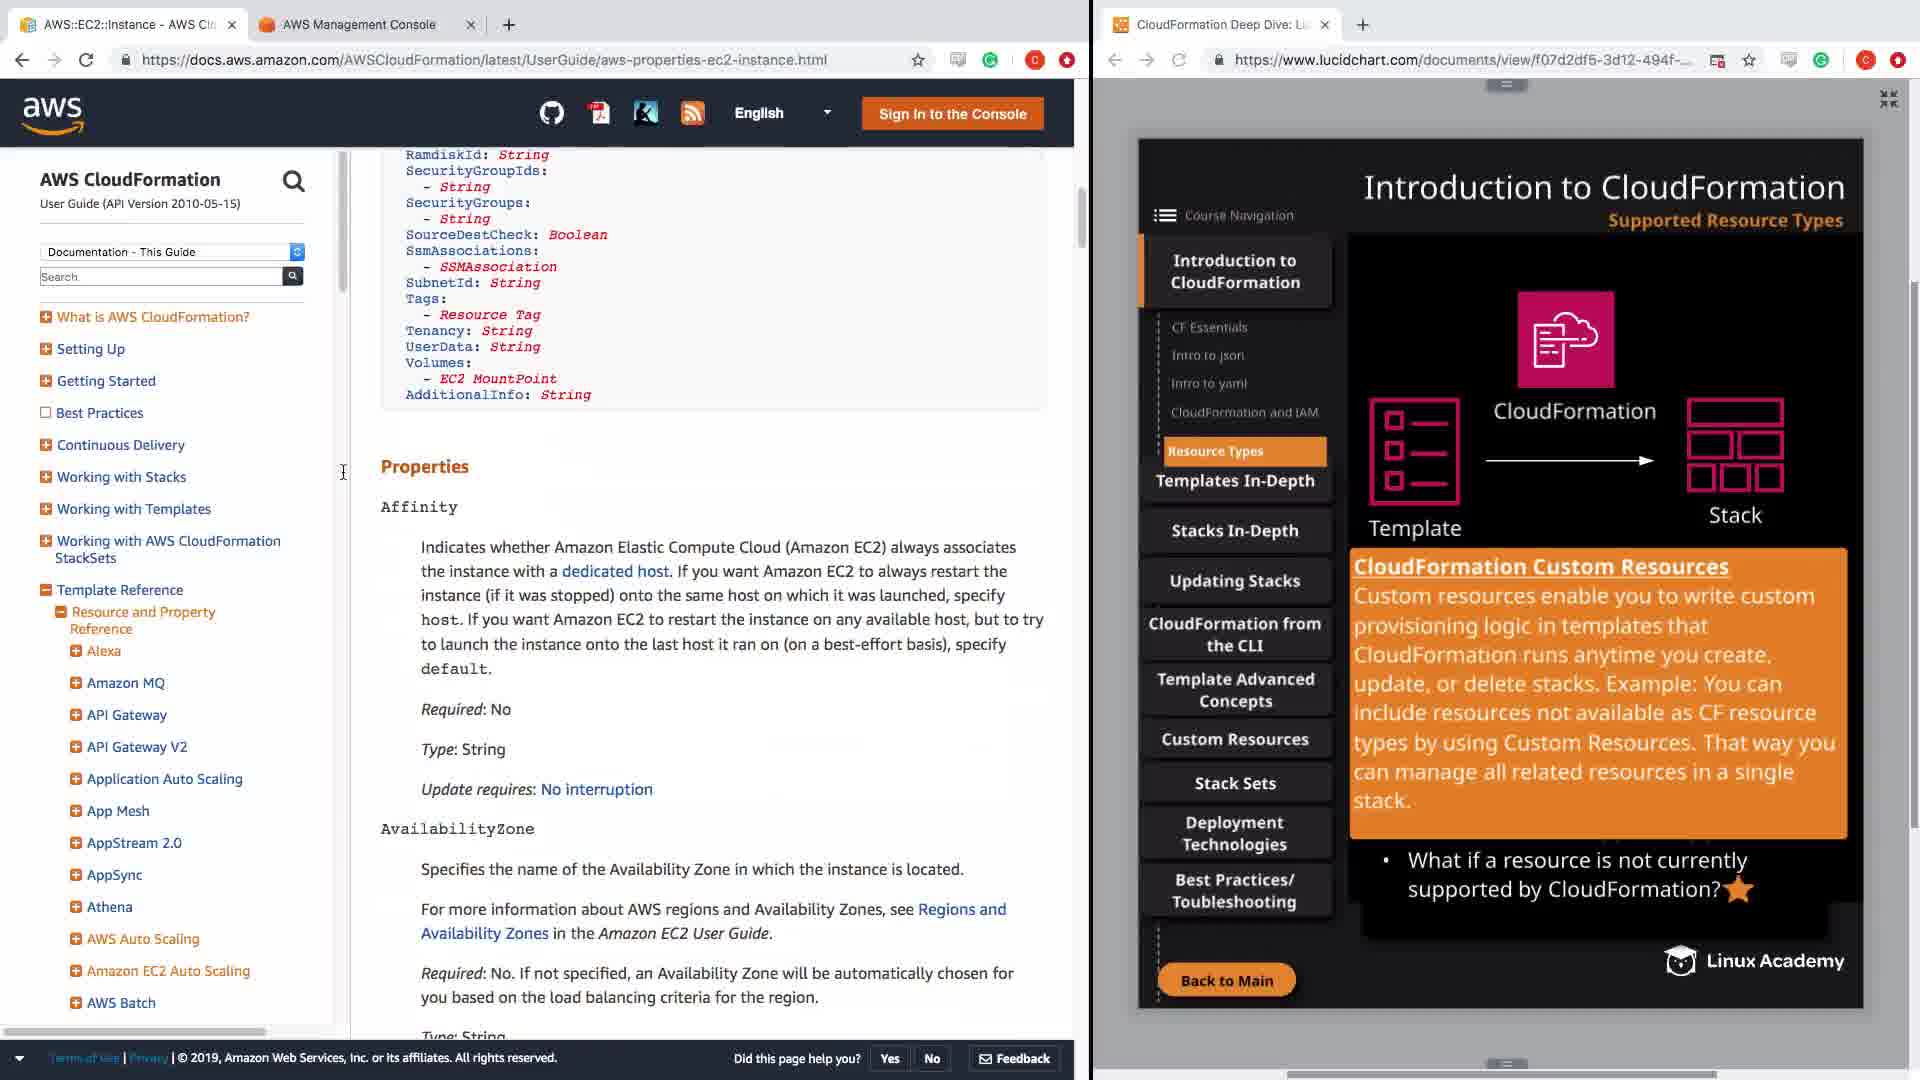 AWS::EC2::Instance - AWS Clo
AWS Management Console
https://docs.aws.amazon.com/AWSCloudFormation/latest/UserGuide/aws-properties-ec2-instance.html
aws
English
Sign In to the Console
AWS CloudFormation
User Guide (API Version 2010-05-15)
Documentation - This Guide
Search
What is AWS CloudFormation?
Setting Up
Getting Started
Best Practices
Continuous Delivery
Working with Stacks
Working with Templates
Working with AWS CloudFormation
StackSets
Template Reference
Resource and Property
Reference
Alexa
Amazon MQ
API Gateway
API Gateway V2
Application Auto Scaling
App Mesh
AppStream 2.0
AppSync
Athena
AWS Auto Scaling
Amazon EC2 Auto Scaling
AWS Batch
RamdiskId: String
SecurityGroupIds:
- String
SecurityGroups:
- String
SourceDestCheck: Boolean
SsmAssociations:
- SSMAssociation
SubnetId: String
Tags:
- Resource Tag
Tenancy: String
UserData: String
Volumes:
- EC2 MountPoint
AdditionalInfo: String
Properties
Affinity
Indicates whether Amazon Elastic Compute Cloud (Amazon EC2) always associates
the instance with a dedicated host. If you want Amazon EC2 to always restart the
instance (if it was stopped) onto the same host on which it was launched, specify
host. If you want Amazon EC2 to restart the instance on any available host, but to try
to launch the instance onto the last host it ran on (on a best-effort basis), specify
default.
Required: No
Type: String
Update requires: No interruption
AvailabilityZone
Specifies the name of the Availability Zone in which the instance is located.
For more information about AWS regions and Availability Zones, see Regions and
Availability Zones in the Amazon EC2 User Guide.
Required: No. If not specified, an Availability Zone will be automatically chosen for
you based on the load balancing criteria for the region.
Type: String
Terms of Use | Privacy | © 2019, Amazon Web Services, Inc. or its affiliates. All rights reserved.
Did this page help you?
Yes
No
Feedback
CloudFormation Deep Dive: Lu
https://www.lucidchart.com/documents/view/f07d2df5-3d12-494f-...
Introduction to CloudFormation
Supported Resource Types
Course Navigation
Introduction to
CloudFormation
CF Essentials
Intro to json
Intro to yaml
CloudFormation and IAM
Resource Types
Templates In-Depth
Stacks In-Depth
Updating Stacks
CloudFormation from
the CLI
Template Advanced
Concepts
Custom Resources
Stack Sets
Deployment
Technologies
Best Practices/
Toubleshooting
Back to Main
CloudFormation
Template
Stack
CloudFormation Custom Resources
Custom resources enable you to write custom
provisioning logic in templates that
CloudFormation runs anytime you create,
update, or delete stacks. Example: You can
include resources not available as CF resource
types by using Custom Resources. That way you
can manage all related resources in a single
stack.
• What if a resource is not currently
supported by CloudFormation?
Linux Academy